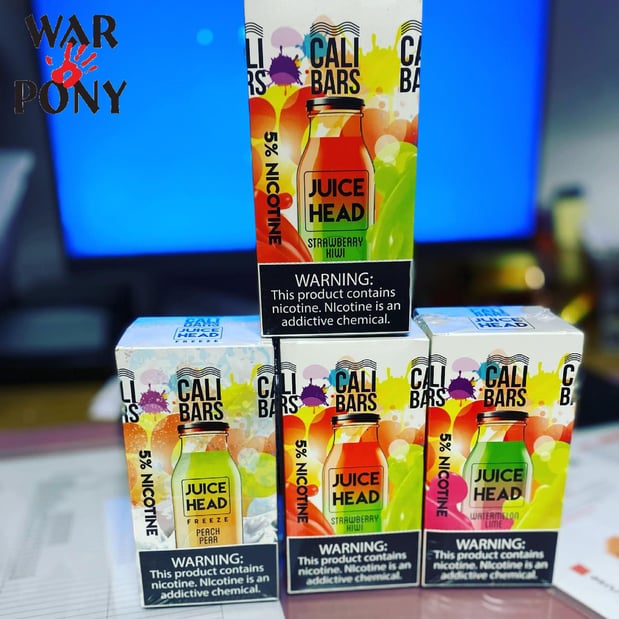 WAR
PONY
CALI
BARS
CALI
BARS
5% NICOTINE
JUICE
HEAD
STRAWBERRY
KIWI
WARNING:
This product contains
nicotine. NIcotine is an
addictive chemical.
CALI
BARS
JUICE
HEAD
FREEZE
CALI
BARS
CALI
BARS
5% NICOTINE
JUICE
HEAD
FREEZE
PEACH
PEAR
WARNING:
This product contains
nicotine. NIcotine is an
addictive chemical.
CALI
BARS
5% NICOTINE
JUICE
HEAD
STRAWBERRY
KIWI
WARNING:
This product contains
nicotine. NIcotine is an
addictive chemical.
JUICE
HEAD
CALI
BARS
5% NICOTINE
JUICE
HEAD
WATERMELON
LIME
WARNING:
This product contains
nicotine. NIcotine is an
addictive chemical.